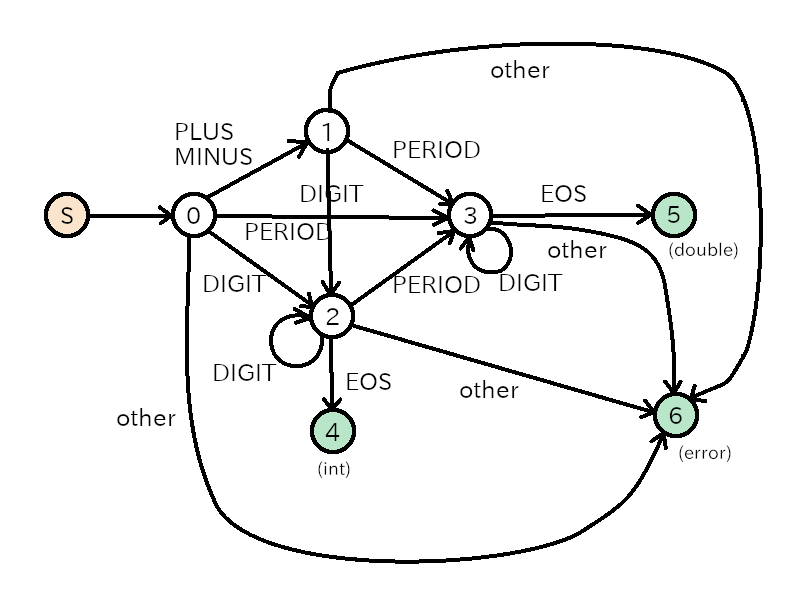 other
PLUS
MINUS
1
PERIOD
DIGIT
EOS
S
0
3
5
PERIOD
other
(double)
DIGIT
PERIOD
DIGIT
2
DIGIT
EOS
other
other
6
4
(error)
(int)